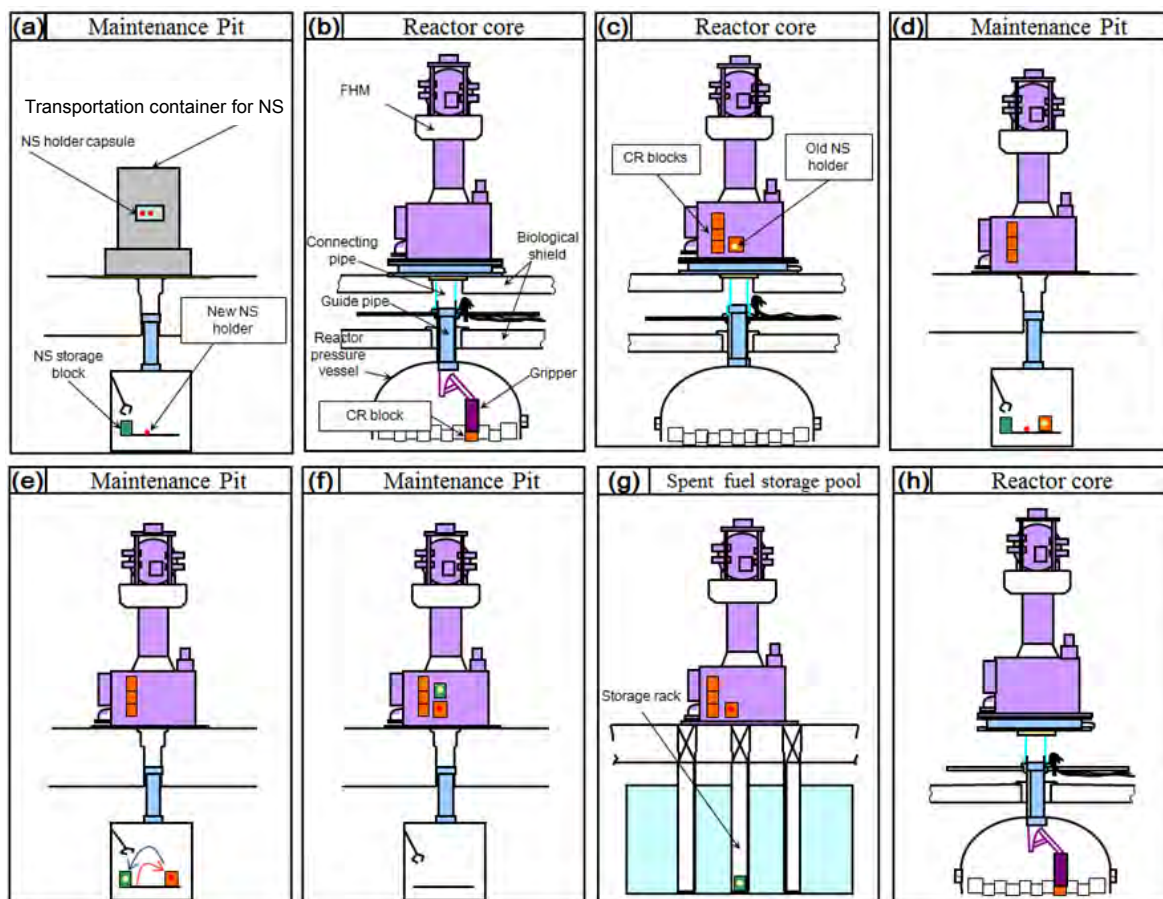 (a) Maintenance Pit
Transportation container for NS
NS holder capsule
New NS
holder
NS storage
block
(b) Reactor core
FHM
Connecting
pipe
Biological
shield
Guide pipe
Reactor
pressure
vessel
Gripper
CR block
(c) Reactor core
CR blocks
Old NS
holder
(d) Maintenance Pit
(e) Maintenance Pit
(f) Maintenance Pit
(g) Spent fuel storage pool
Storage rack
(h) Reactor core